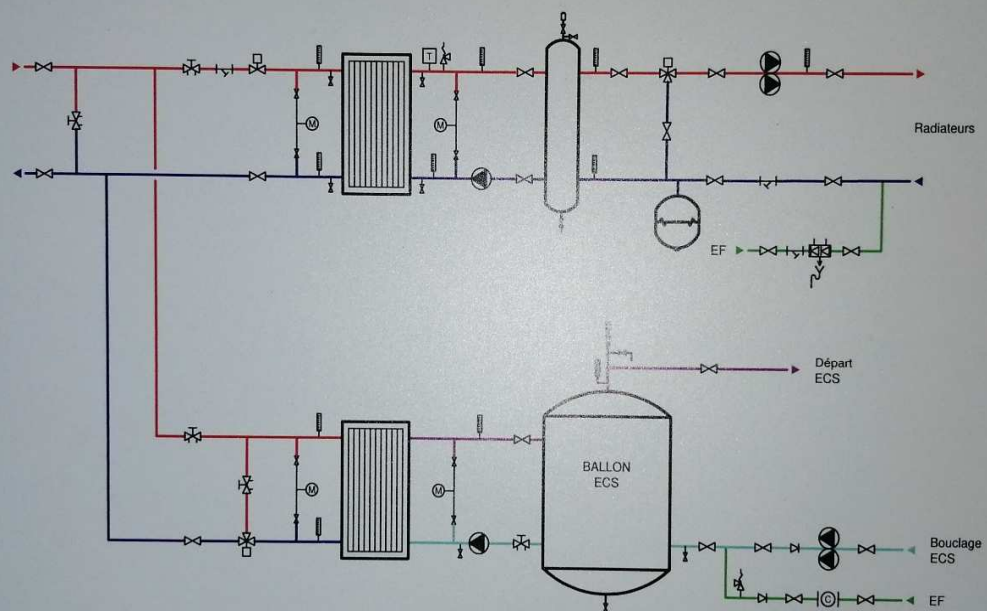 T
M
M
Radiateurs
EF
Départ
ECS
BALLON
ECS
M
M
Bouclage
ECS
C
EF